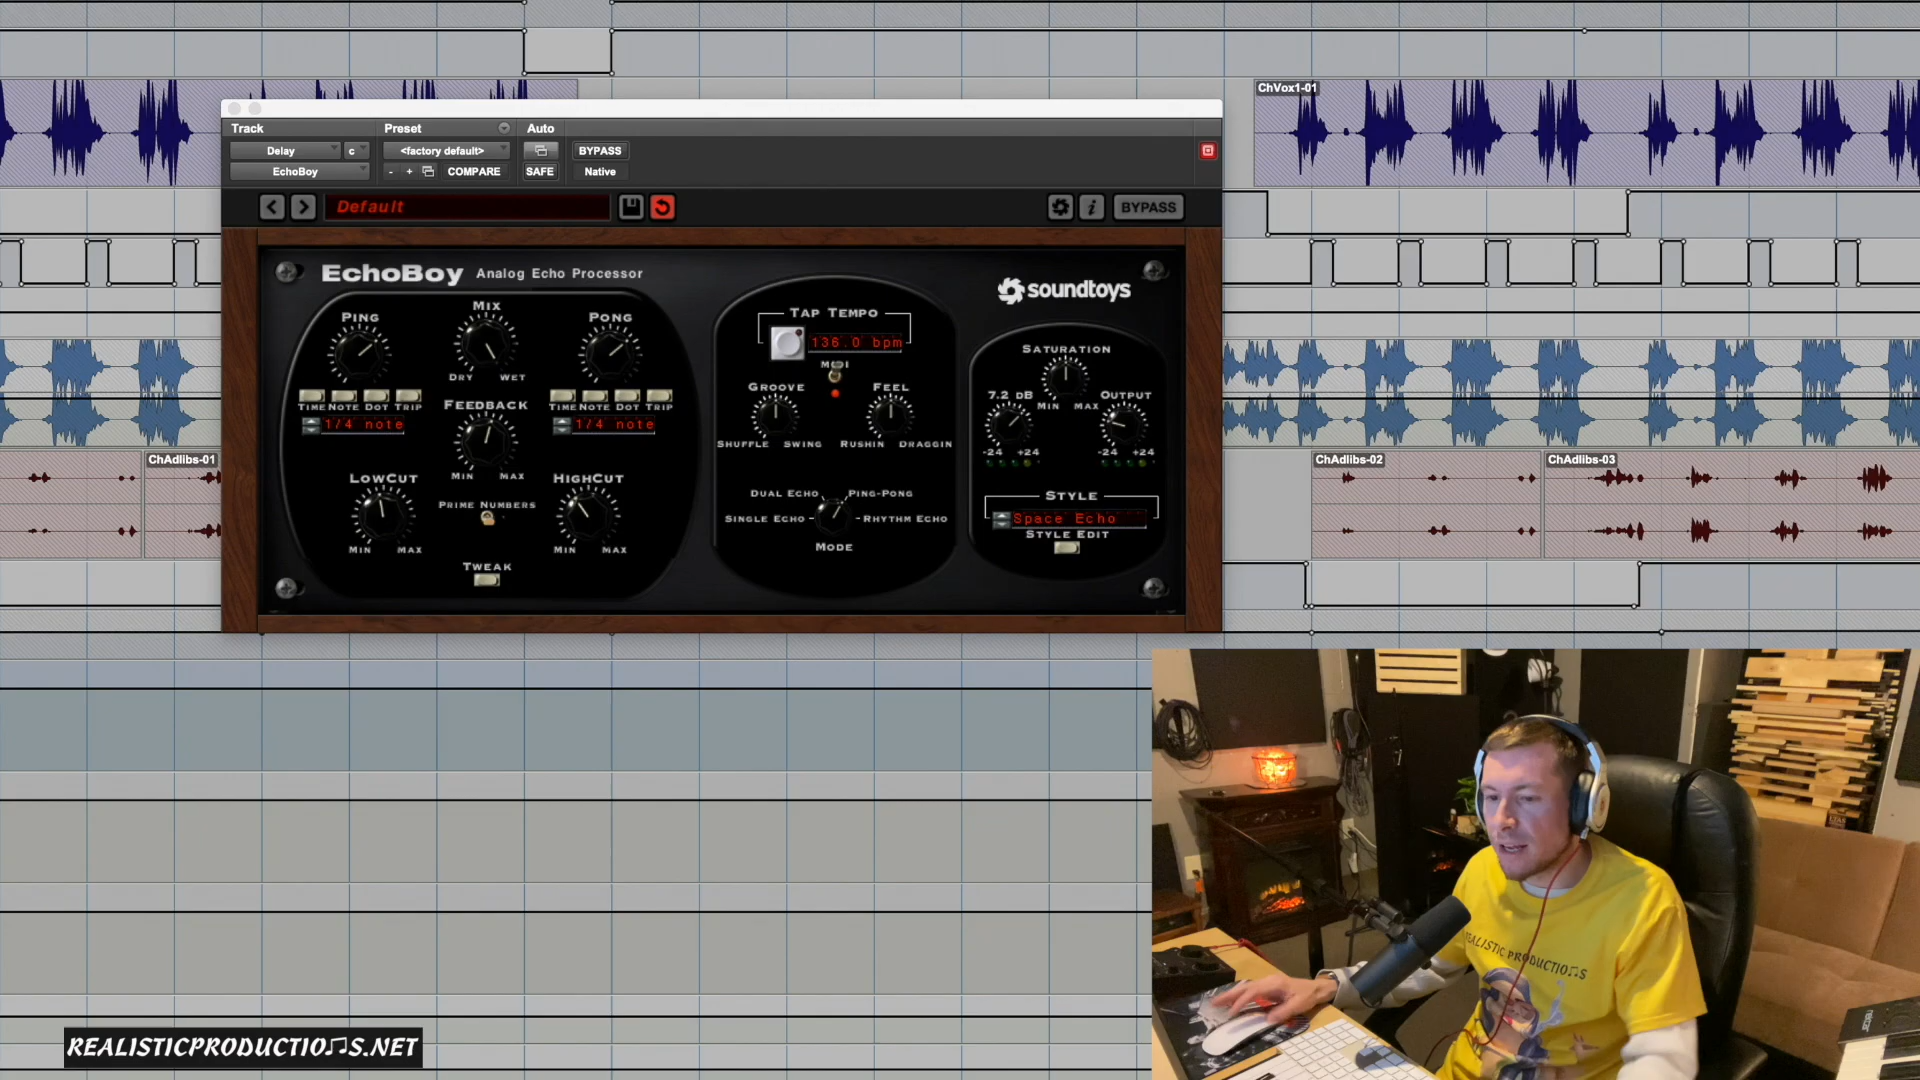 ChVox1-01
Track
Preset
Auto
Delay
c
<factory default>
BYPASS
EchoBoy
-
+
COMPARE
SAFE
Native
Default
i
BYPASS
EchoBoy Analog Echo Processor
soundtoys
PING
MIX
PONG
DRY WET
TIME NOTE DOT TRIP
1/4 note
FEEDBACK
MIN MAX
TIME NOTE DOT TRIP
1/4 note
LOWCUT
MIN MAX
PRIME NUMBERS
HIGHCUT
MIN MAX
TWEAK
TAP TEMPO
136.0 bpm
MIDI
GROOVE
SHUFFLE SWING
FEEL
RUSHIN DRAGGIN
DUAL ECHO
PING-PONG
SINGLE ECHO
RHYTHM ECHO
MODE
SATURATION
MIN MAX
7.2 dB
-24 +24
OUTPUT
-24 +24
STYLE
Space Echo
STYLE EDIT
ChAdlibs-01
ChAdlibs-02
ChAdlibs-03
REALISTIC PRODUCTIO♫S
REALISTICPRODUCTIO♫S.NET